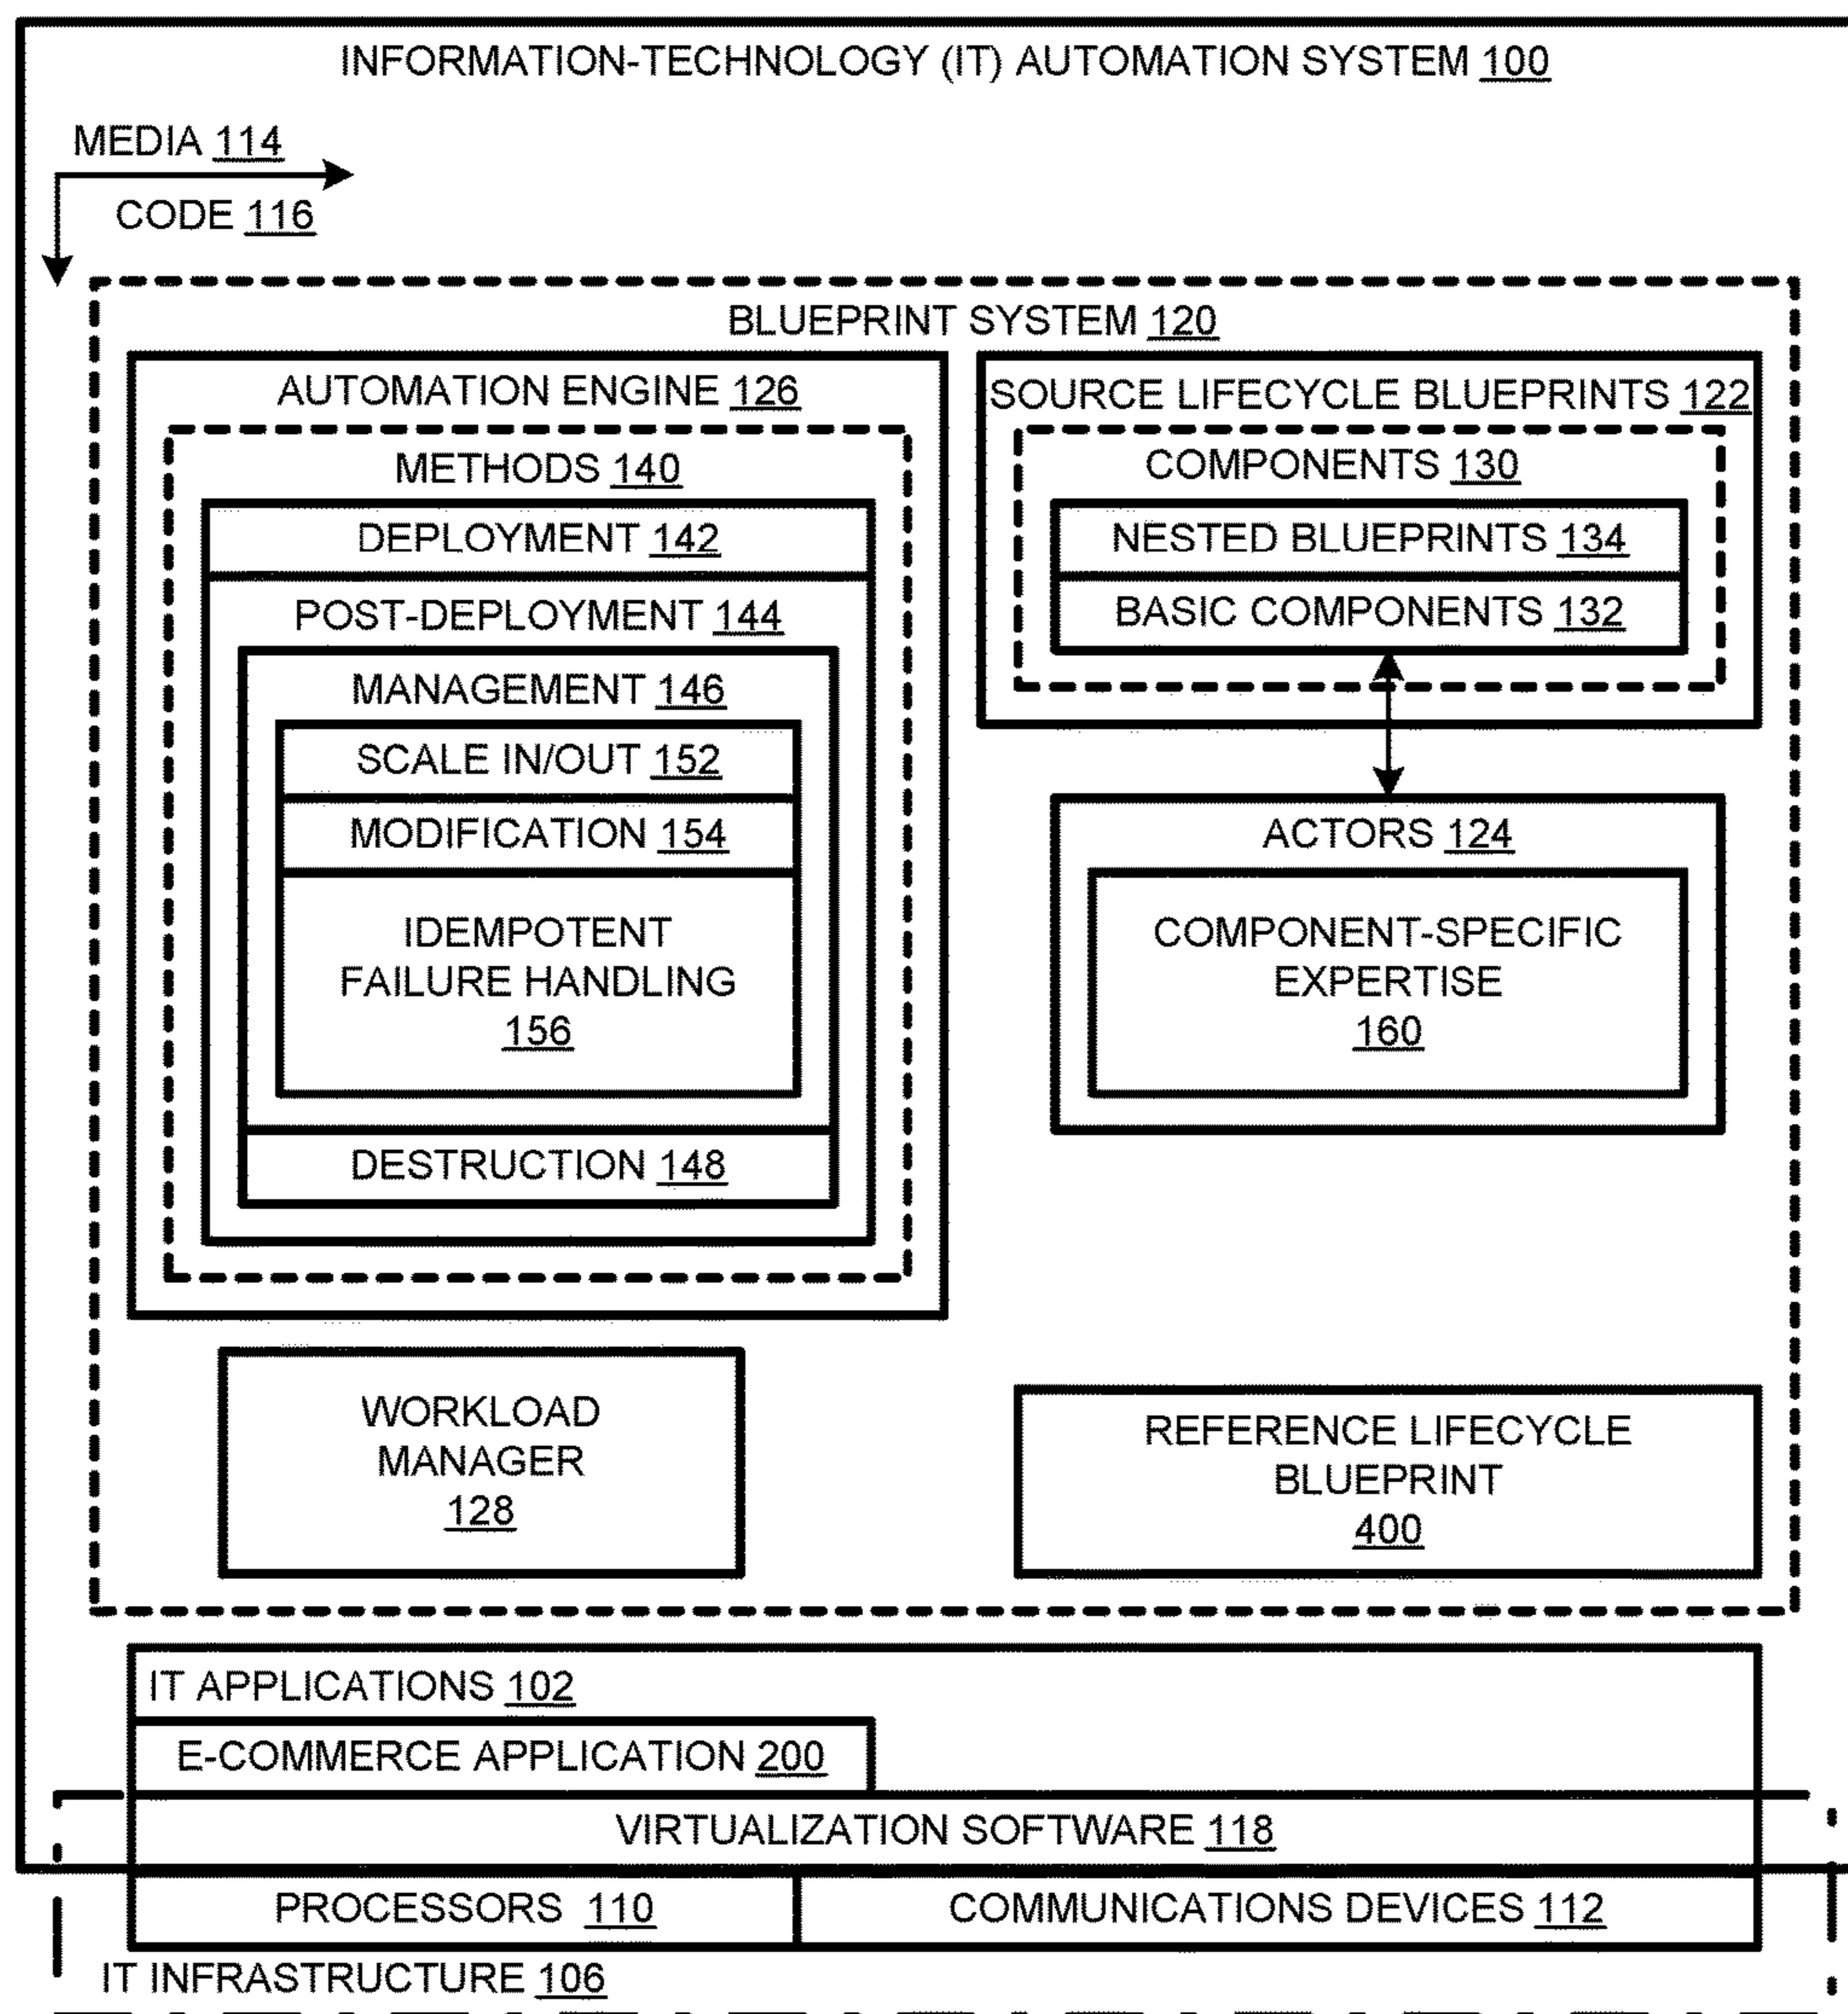 INFORMATION-TECHNOLOGY (IT) AUTOMATION SYSTEM 100
MEDIA 114
CODE 116
BLUEPRINT SYSTEM 120
AUTOMATION ENGINE 126
METHODS 140
DEPLOYMENT 142
POST-DEPLOYMENT 144
MANAGEMENT 146
SCALE IN/OUT 152
MODIFICATION 154
IDEMPOTENT
FAILURE HANDLING
156
DESTRUCTION 148
SOURCE LIFECYCLE BLUEPRINTS 122
COMPONENTS 130
NESTED BLUEPRINTS 134
BASIC COMPONENTS 132
ACTORS 124
COMPONENT-SPECIFIC
EXPERTISE
160
WORKLOAD
MANAGER
128
REFERENCE LIFECYCLE
BLUEPRINT
400
IT APPLICATIONS 102
E-COMMERCE APPLICATION 200
VIRTUALIZATION SOFTWARE 118
PROCESSORS 110
COMMUNICATIONS DEVICES 112
IT INFRASTRUCTURE 106